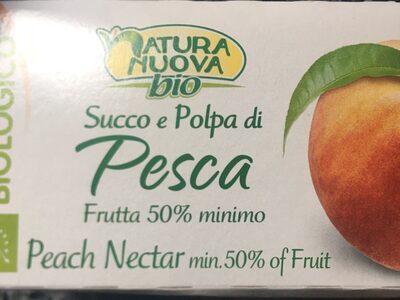 NATURA
NUOVA
bio
Succo e Polpa di
Pesca
Frutta 50% minimo
Peach Nectar min.50% of Fruit
BIOLOGICO